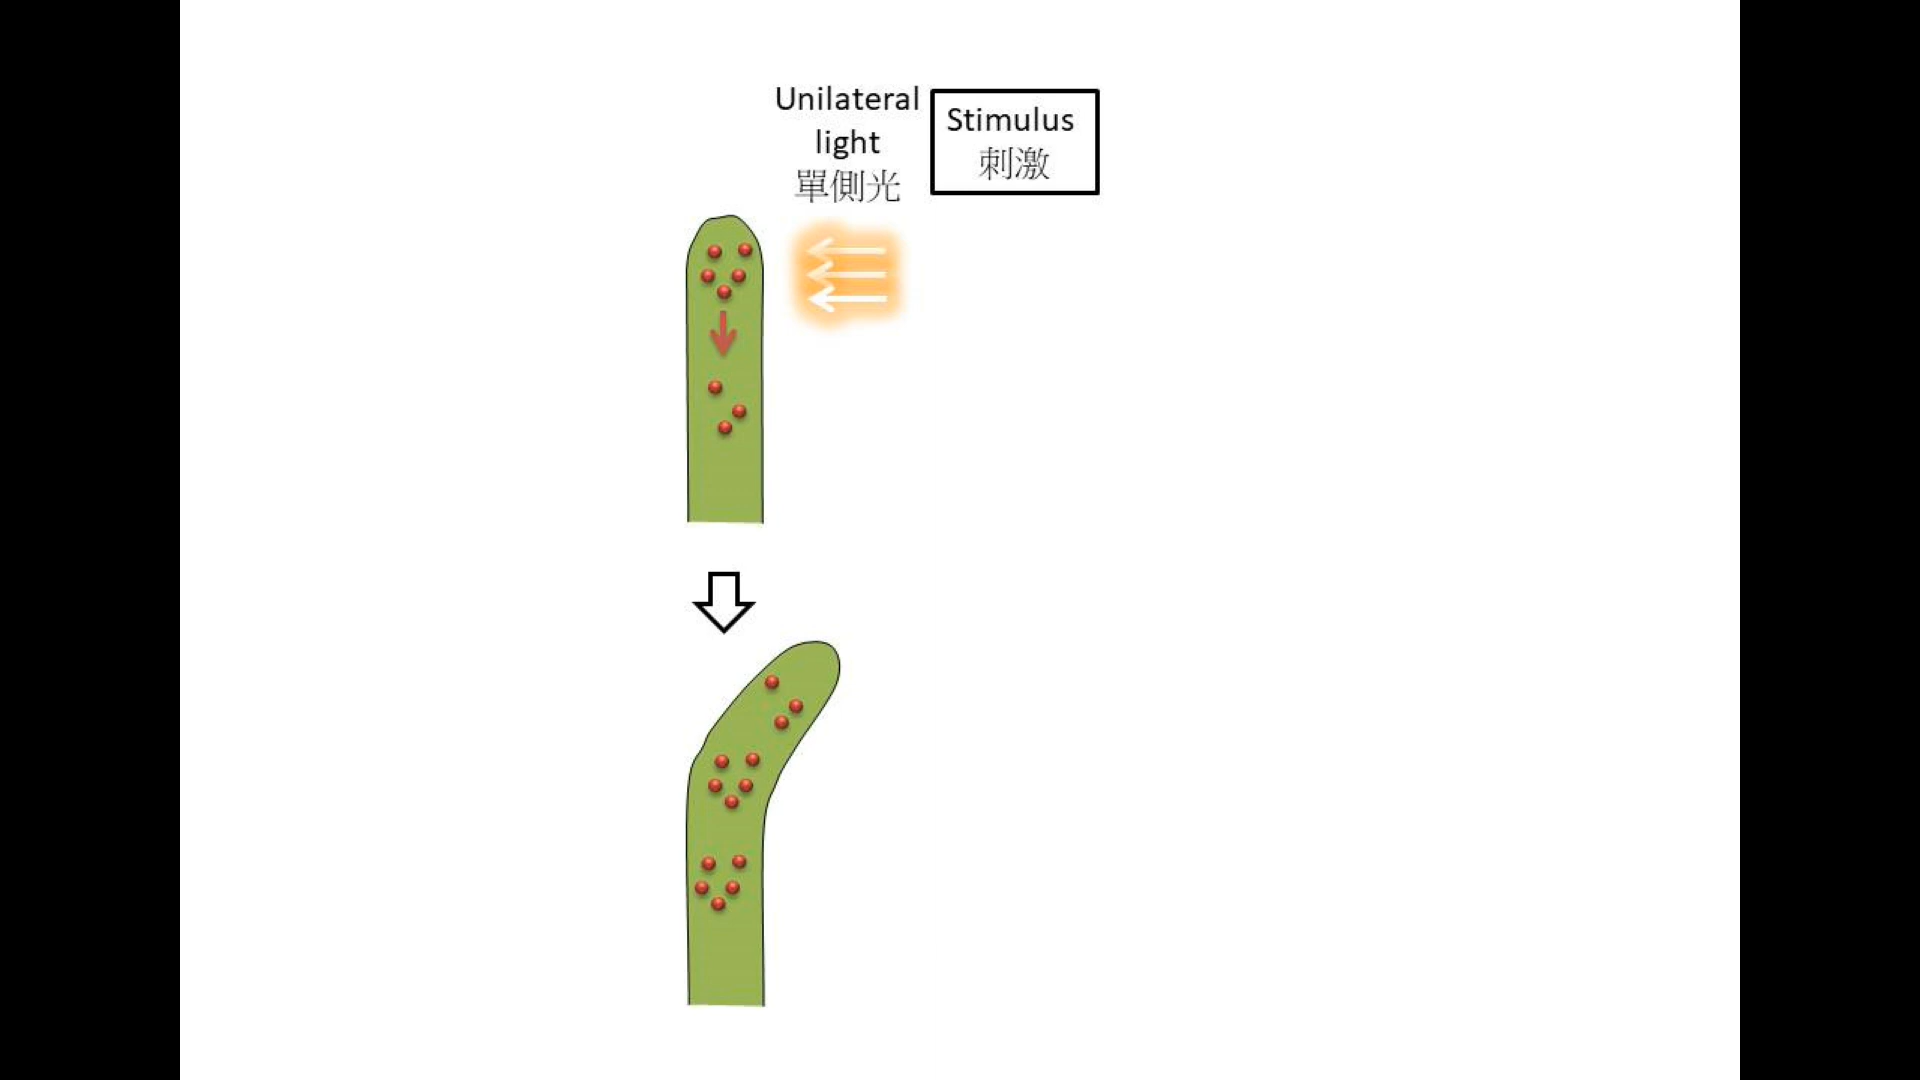 Unilateral
light
單側光
Stimulus
刺激